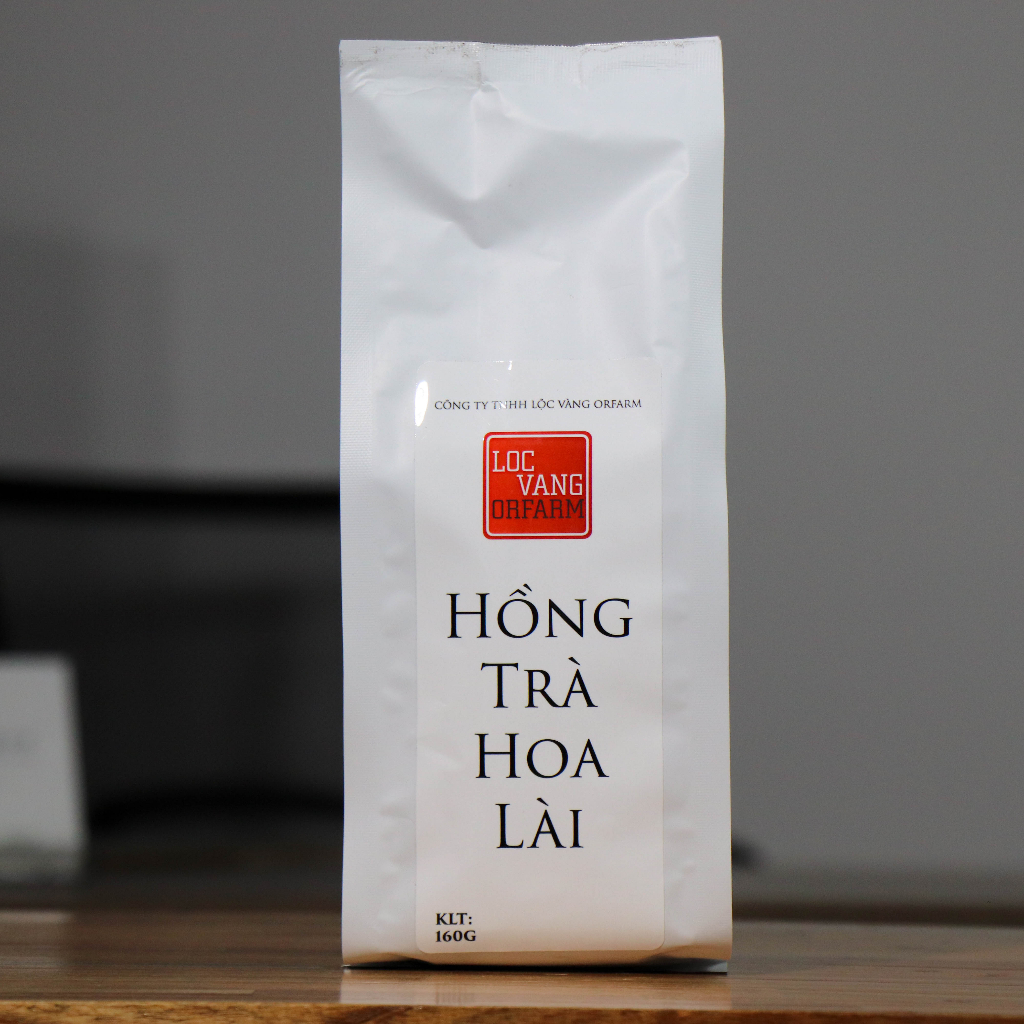 CÔNG TY TNHH LỘC VÀNG ORFARM
LOC
VANG
ORFARM
HỒNG
TRÀ
HOA
LÀI
KLT:
160G